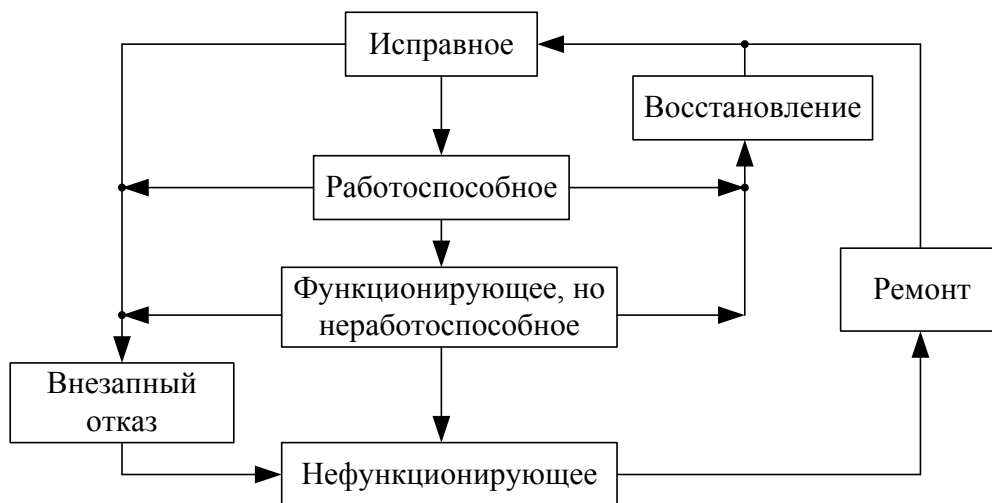 Исправное
Восстановление
Работоспособное
Функционирующее, но
неработоспособное
Ремонт
Внезапный
отказ
Нефункционирующее